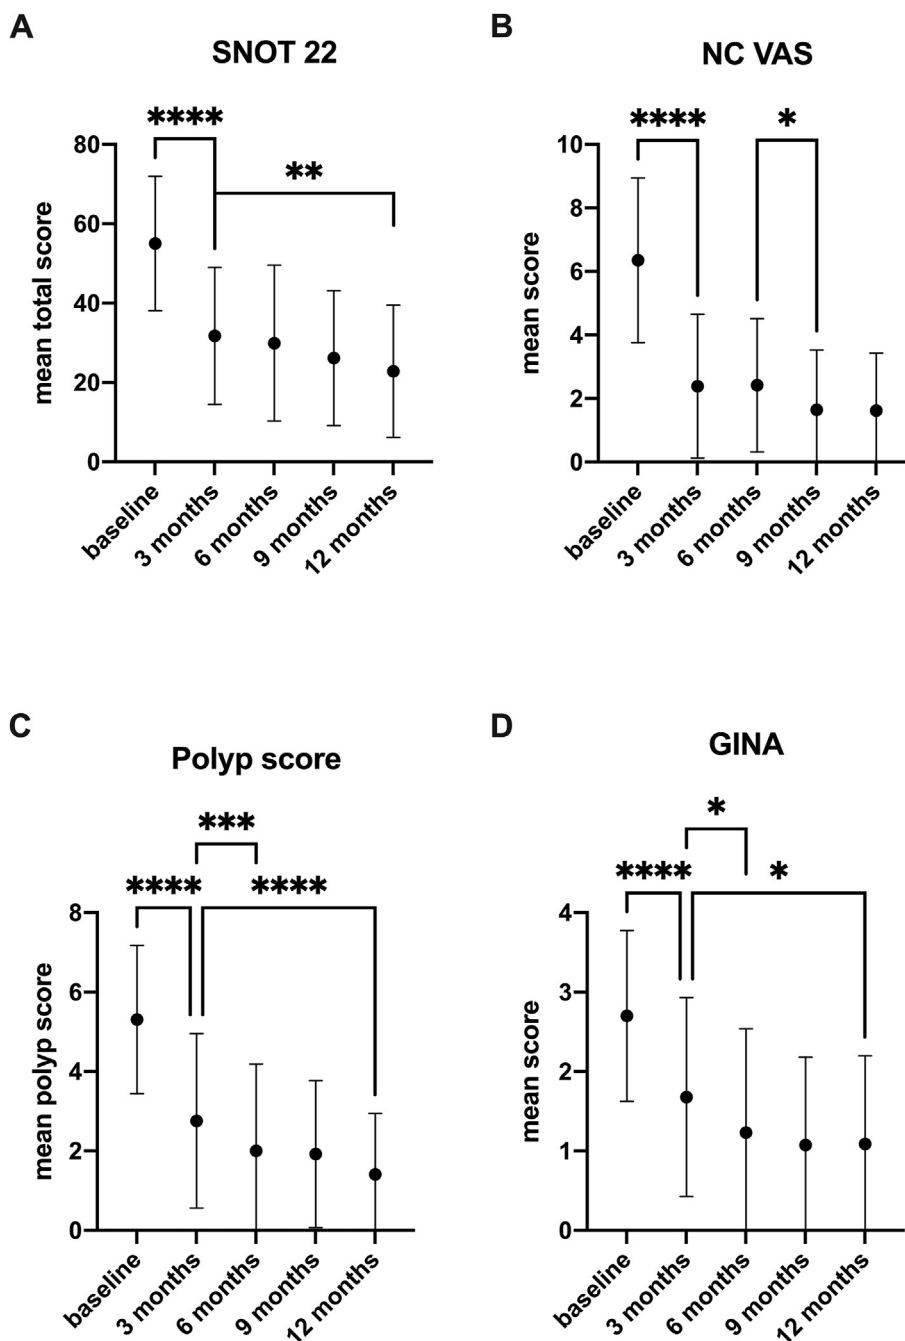 A
SNOT 22
****
**
mean total score
80
60
40
20
0
baseline
3 months
6 months
9 months
12 months
B
NC VAS
****
*
mean score
10
8
6
4
2
0
baseline
3 months
6 months
9 months
12 months
C
Polyp score
***
****
****
mean polyp score
8
6
4
2
0
baseline
3 months
6 months
9 months
12 months
D
GINA
*
****
*
mean score
4
3
2
1
0
baseline
3 months
6 months
9 months
12 months